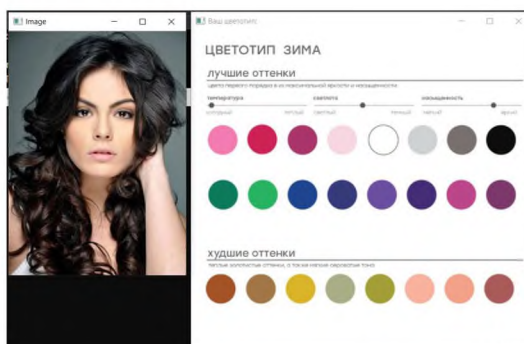 Image
Ваш цветотип:
ЦВЕТОТИП ЗИМА
лучшие оттенки
цвета первого порядка в их максимальной яркости и насыщенности
температура
светлота
насыщенность
холодный
теплый
светлый
темный
мягкий
яркий
худшие оттенки
теплые золотистые оттенки, а также мягкие сероватые тона